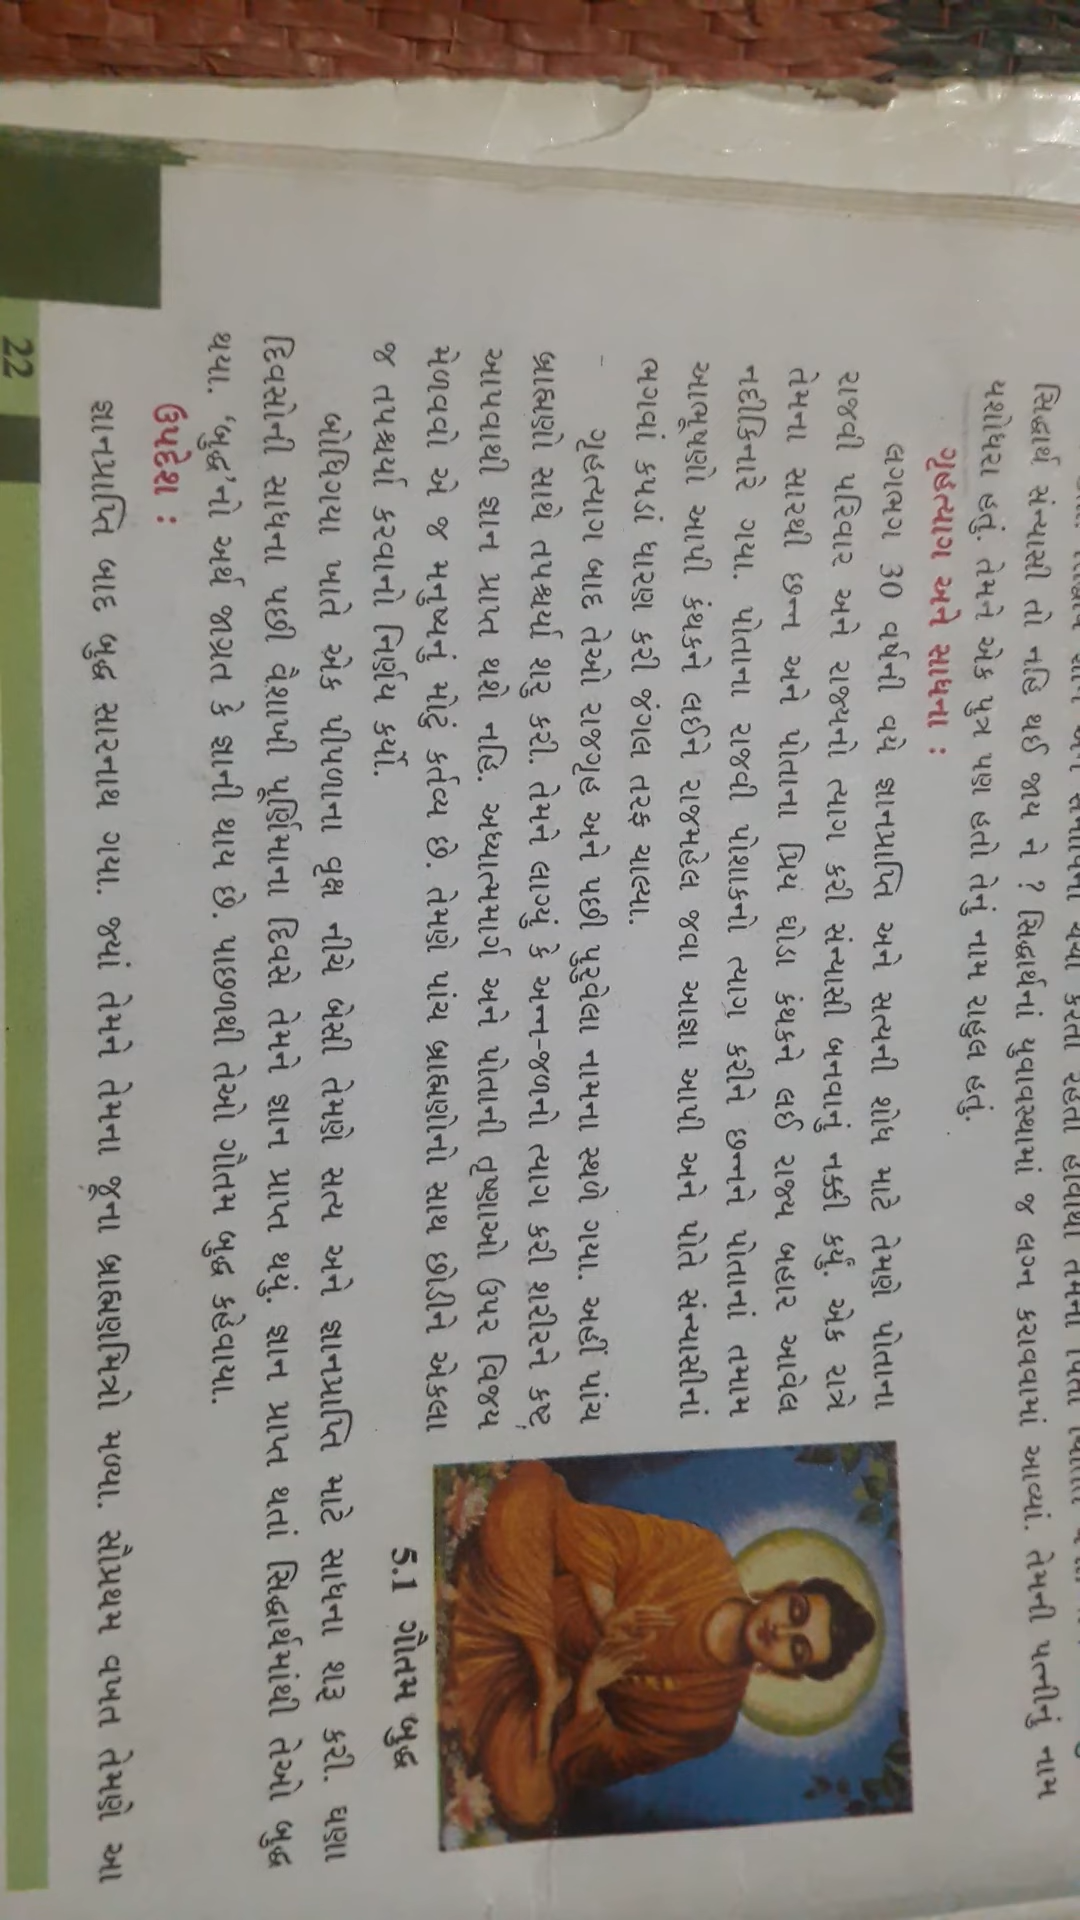 સિદ્ધાર્થ સંન્યાસી તો નહિ થઈ જાય ને ? સિદ્ધાર્થનાં યુવાવસ્થામાં જ લગ્ન કરાવવામાં આવ્યાં. તેમની પત્નીનું નામ
યશોધરા હતું. તેમને એક પુત્ર પણ હતો તેનું નામ રાહુલ હતું.
ગૃહત્યાગ અને સાધના :
લગભગ 30 વર્ષની વયે જ્ઞાનપ્રાપ્તિ અને સત્યની શોધ માટે તેમણે પોતાના
રાજવી પરિવાર અને રાજ્યનો ત્યાગ કરી સંન્યાસી બનવાનું નક્કી કર્યું. એક રાત્રે
તેમના સારથી છન્ન અને પોતાના પ્રિય ઘોડા કંથકને લઈ રાજ્ય બહાર આવેલ
નદીકિનારે ગયા. પોતાના રાજવી પોશાકનો ત્યાગ કરીને છન્નને પોતાનાં તમામ
આભૂષણો આપી કંથકને લઈને રાજમહેલ જવા આજ્ઞા આપી અને પોતે સંન્યાસીનાં
ભગવાં કપડાં ધારણ કરી જંગલ તરફ ચાલ્યા.
ગૃહત્યાગ બાદ તેઓ રાજગૃહ અને પછી પુરુવેલા નામના સ્થળે ગયા. અહીં પાંચ
બ્રાહ્મણો સાથે તપશ્ચર્યા શરૂ કરી. તેમને લાગ્યું કે અન્ન-જળનો ત્યાગ કરી શરીરને કષ્ટ
આપવાથી જ્ઞાન પ્રાપ્ત થશે નહિ. અધ્યાત્મમાર્ગ અને પોતાની તૃષ્ણાઓ ઉપર વિજય
મેળવવો એ જ મનુષ્યનું મોટું કર્તવ્ય છે. તેમણે પાંચ બ્રાહ્મણોનો સાથ છોડીને એકલા
જ તપશ્ચર્યા કરવાનો નિર્ણય કર્યો.
5.1 ગૌતમ બુદ્ધ
બોધિગયા ખાતે એક પીપળાના વૃક્ષ નીચે બેસી તેમણે સત્ય અને જ્ઞાનપ્રાપ્તિ માટે સાધના શરૂ કરી. ઘણા
દિવસોની સાધના પછી વૈશાખી પૂર્ણિમાના દિવસે તેમને જ્ઞાન પ્રાપ્ત થયું. જ્ઞાન પ્રાપ્ત થતાં સિદ્ધાર્થમાંથી તેઓ બુદ્ધ
થયા. ‘બુદ્ધ’નો અર્થ જાગ્રત કે જ્ઞાની થાય છે. પાછળથી તેઓ ગૌતમ બુદ્ધ કહેવાયા.
ઉપદેશ :
જ્ઞાનપ્રાપ્તિ બાદ બુદ્ધ સારનાથ ગયા. જ્યાં તેમને તેમના જૂના બ્રાહ્મણમિત્રો મળ્યા. સૌપ્રથમ વખત તેમણે આ
22